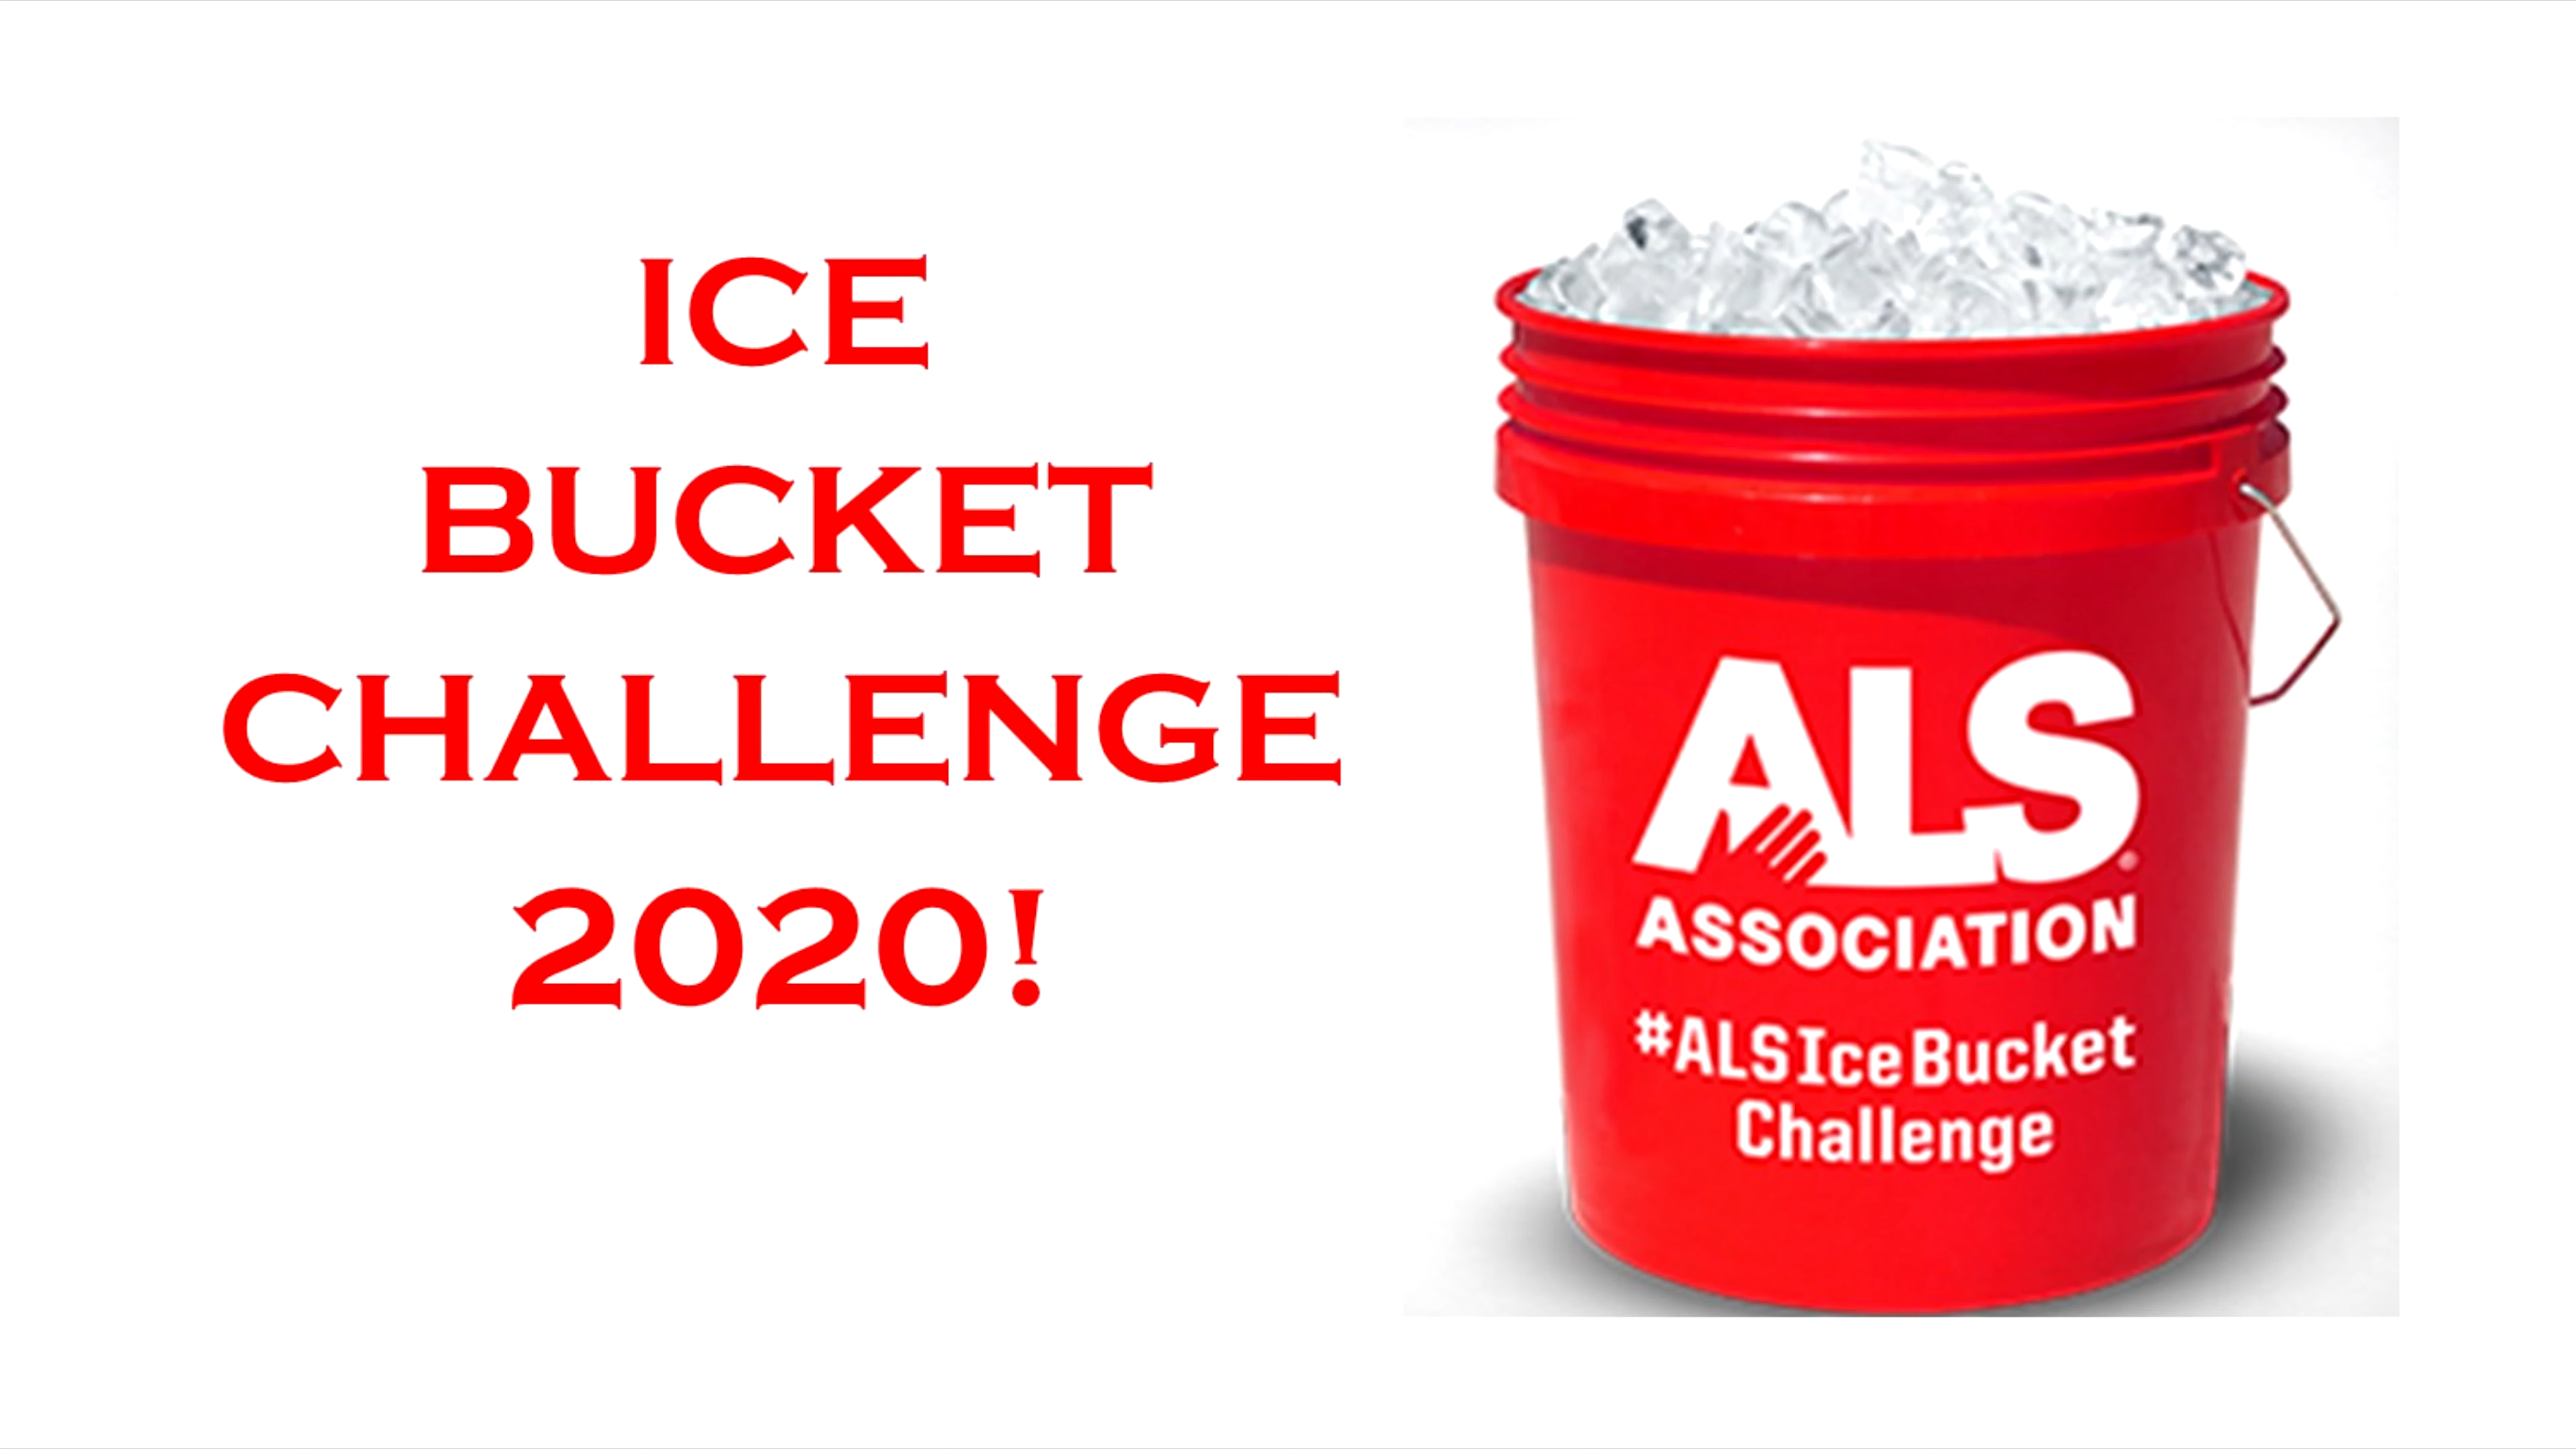 ICE
BUCKET
CHALLENGE
2020!
ALS
ASSOCIATION
#ALSIceBucket
Challenge